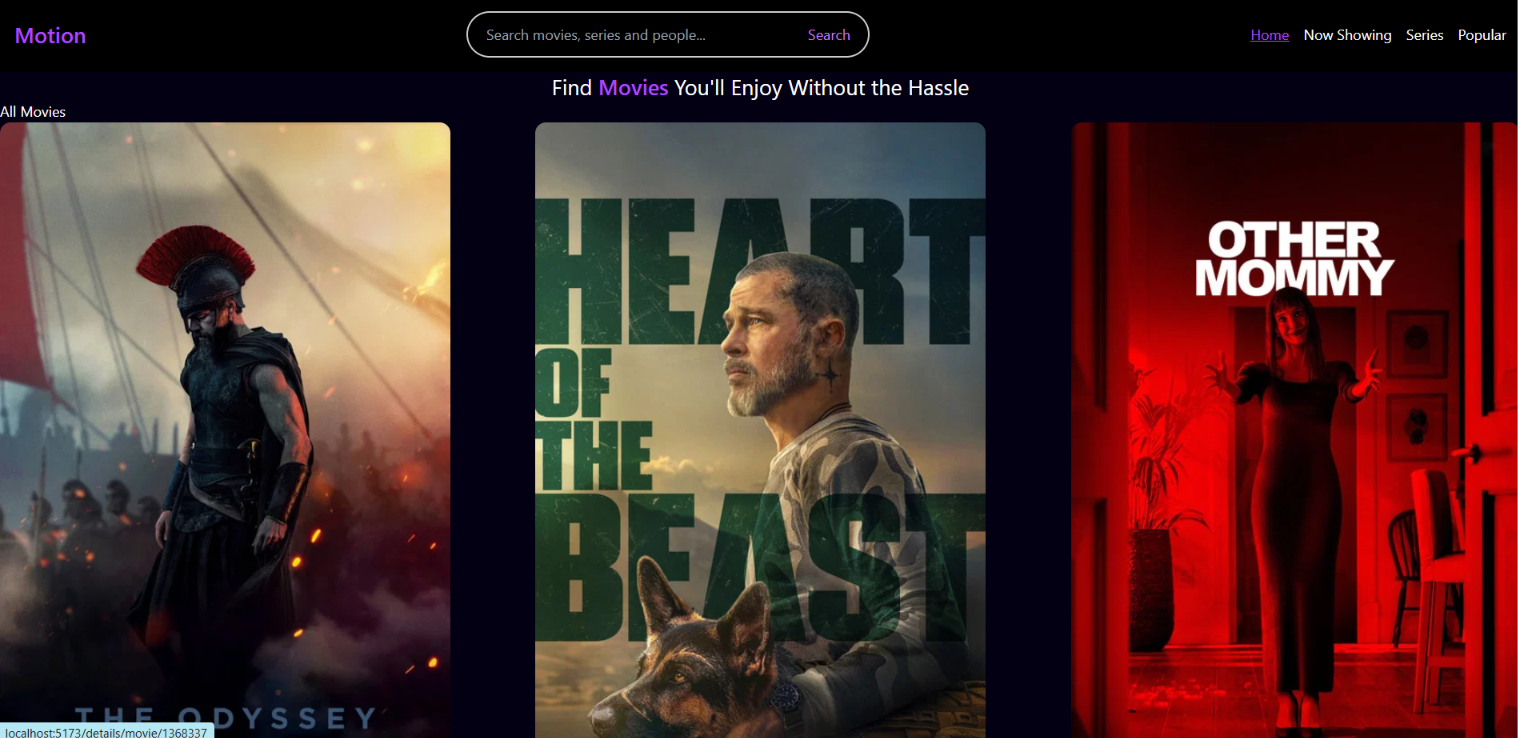 Motion
Search movies, series and people...
Search
Home
Now Showing
Series
Popular
Find Movies You'll Enjoy Without the Hassle
All Movies
THE ODYSSEY
HEART
OF
THE
BEAST
OTHER
MOMMY
localhost:5173/details/movie/1368337